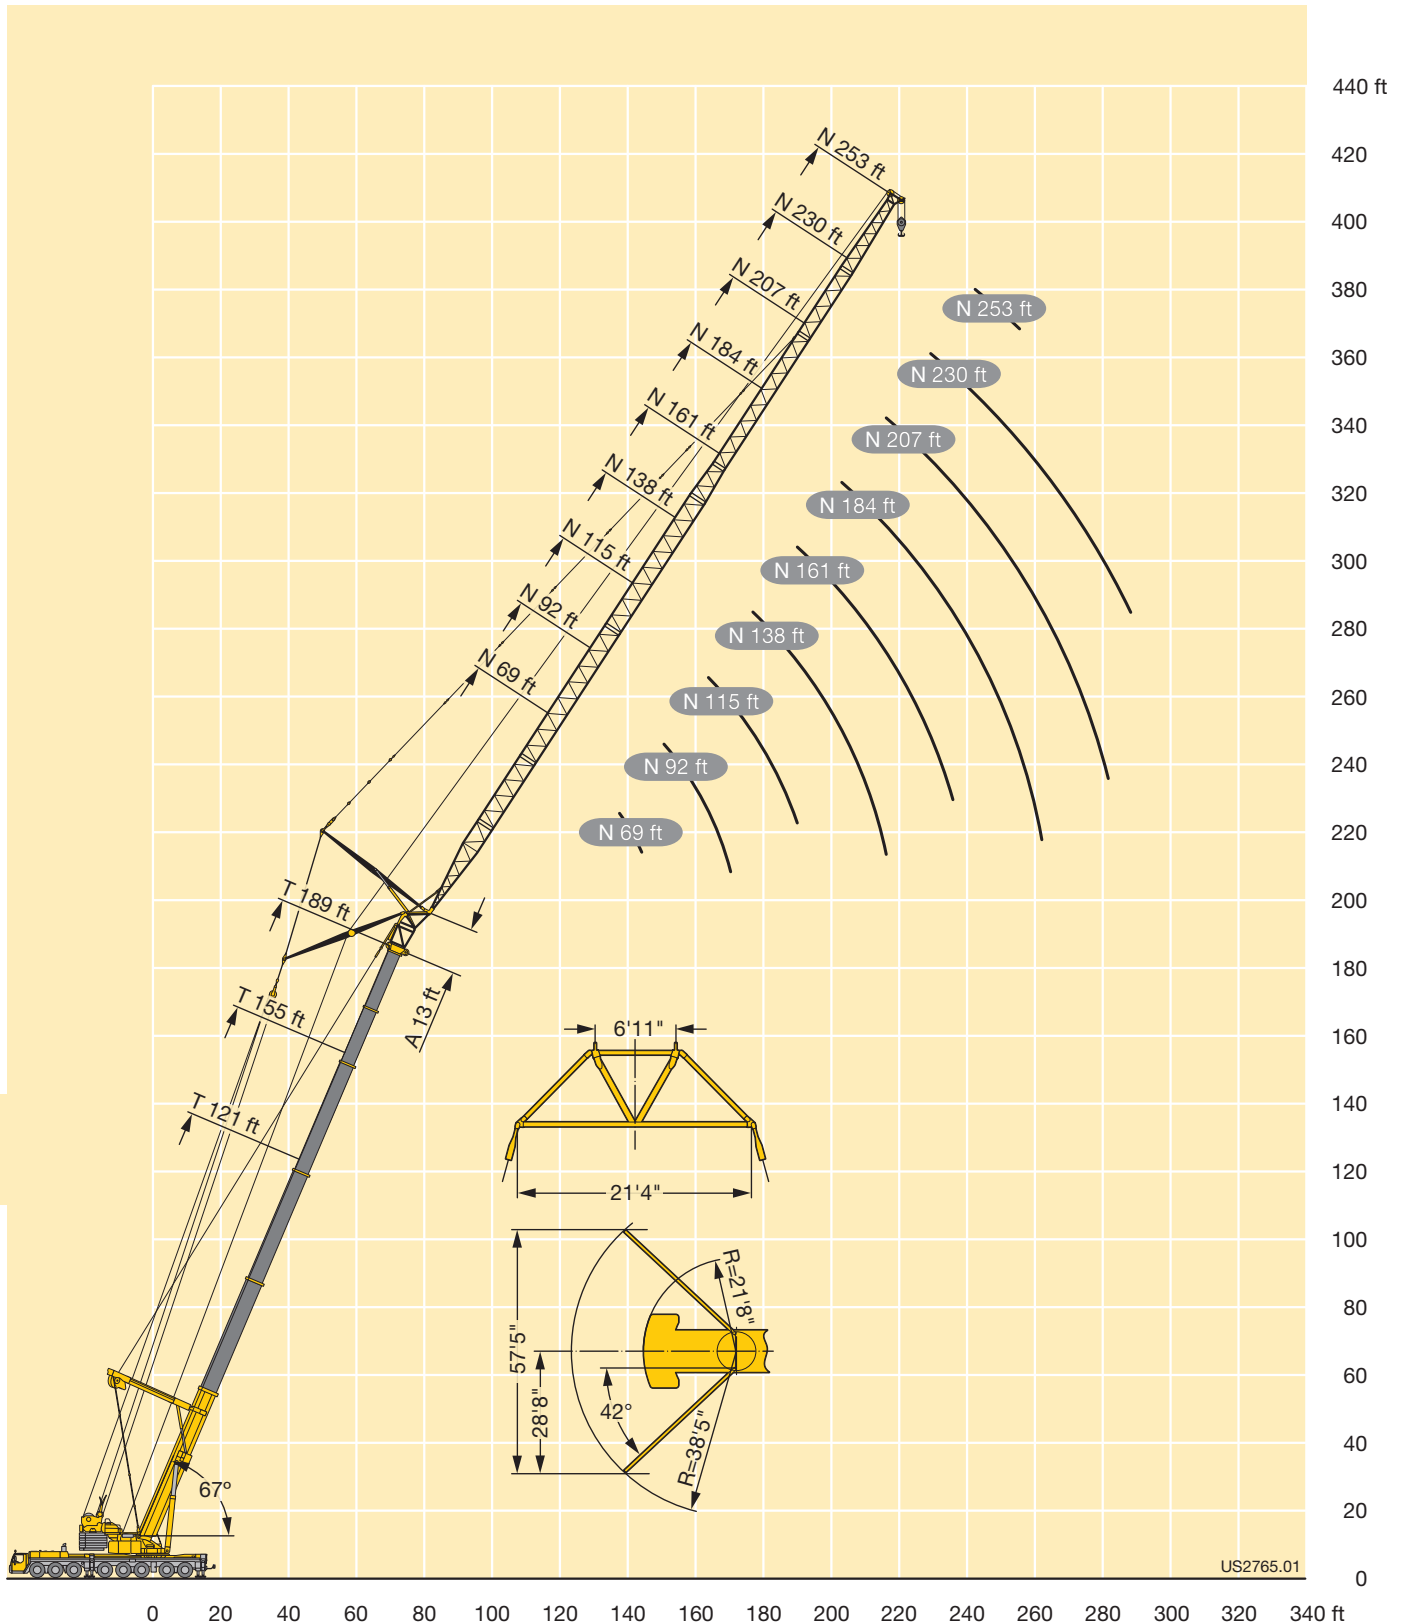 440 ft
420
400
380
360
340
320
300
280
260
240
220
200
180
160
140
120
100
80
60
40
20
0
N 253 ft
N 230 ft
N 207 ft
N 184 ft
N 161 ft
N 138 ft
N 115 ft
N 92 ft
N 69 ft
N 253 ft
N 230 ft
N 207 ft
N 184 ft
N 161 ft
N 138 ft
N 115 ft
N 92 ft
N 69 ft
T 189 ft
T 155 ft
T 121 ft
A 13 ft
6'11"
21'4"
R=21'8"
57'5"
28'8"
42°
R=38'5"
67º
US2765.01
0 20 40 60 80 100 120 140 160 180 200 220 240 260 280 300 320 340 ft